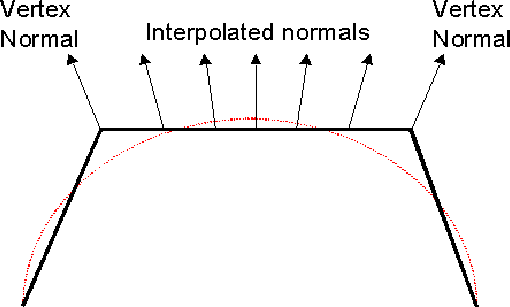 Vertex
Normal
Interpolated normals
Vertex
Normal